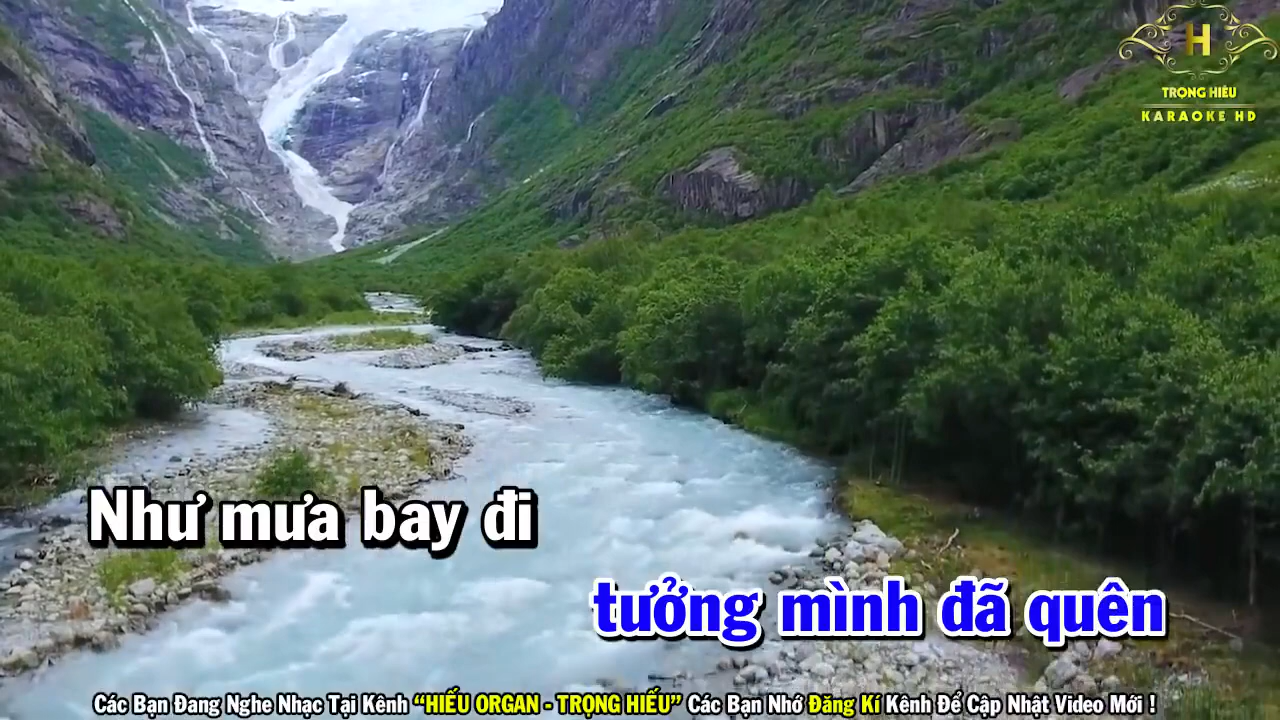 H
TRỌNG HIẾU
KARAOKE HD
Như mưa bay đi
tưởng mình đã quên
Các Bạn Đang Nghe Nhạc Tại Kênh “HIẾU ORGAN - TRỌNG HIẾU” Các Bạn Nhớ Đăng Kí Kênh Để Cập Nhật Video Mới !